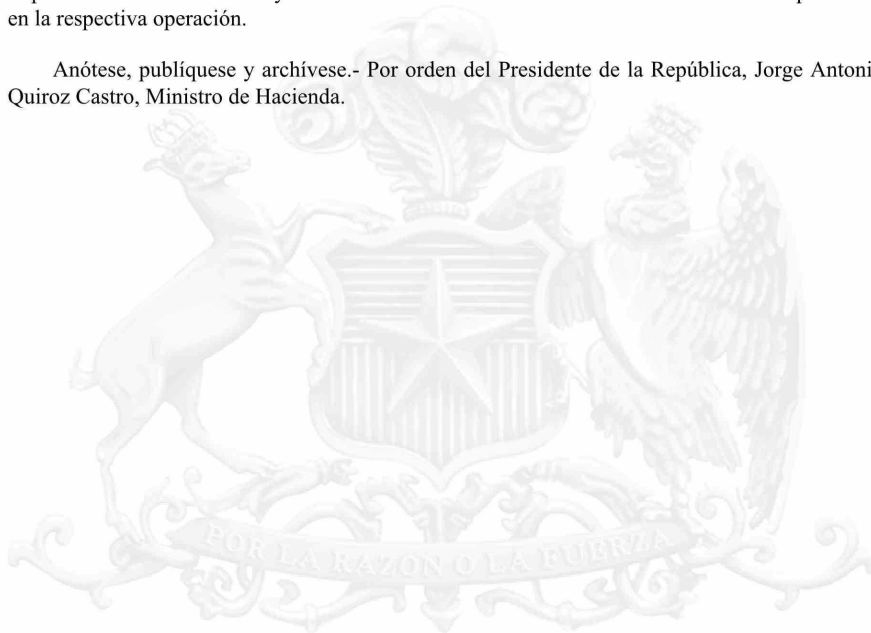 en la respectiva operación.
Anótese, publíquese y archívese.- Por orden del Presidente de la República, Jorge Antoni
Quiroz Castro, Ministro de Hacienda.
POR LA RAZON O LA FUERZA